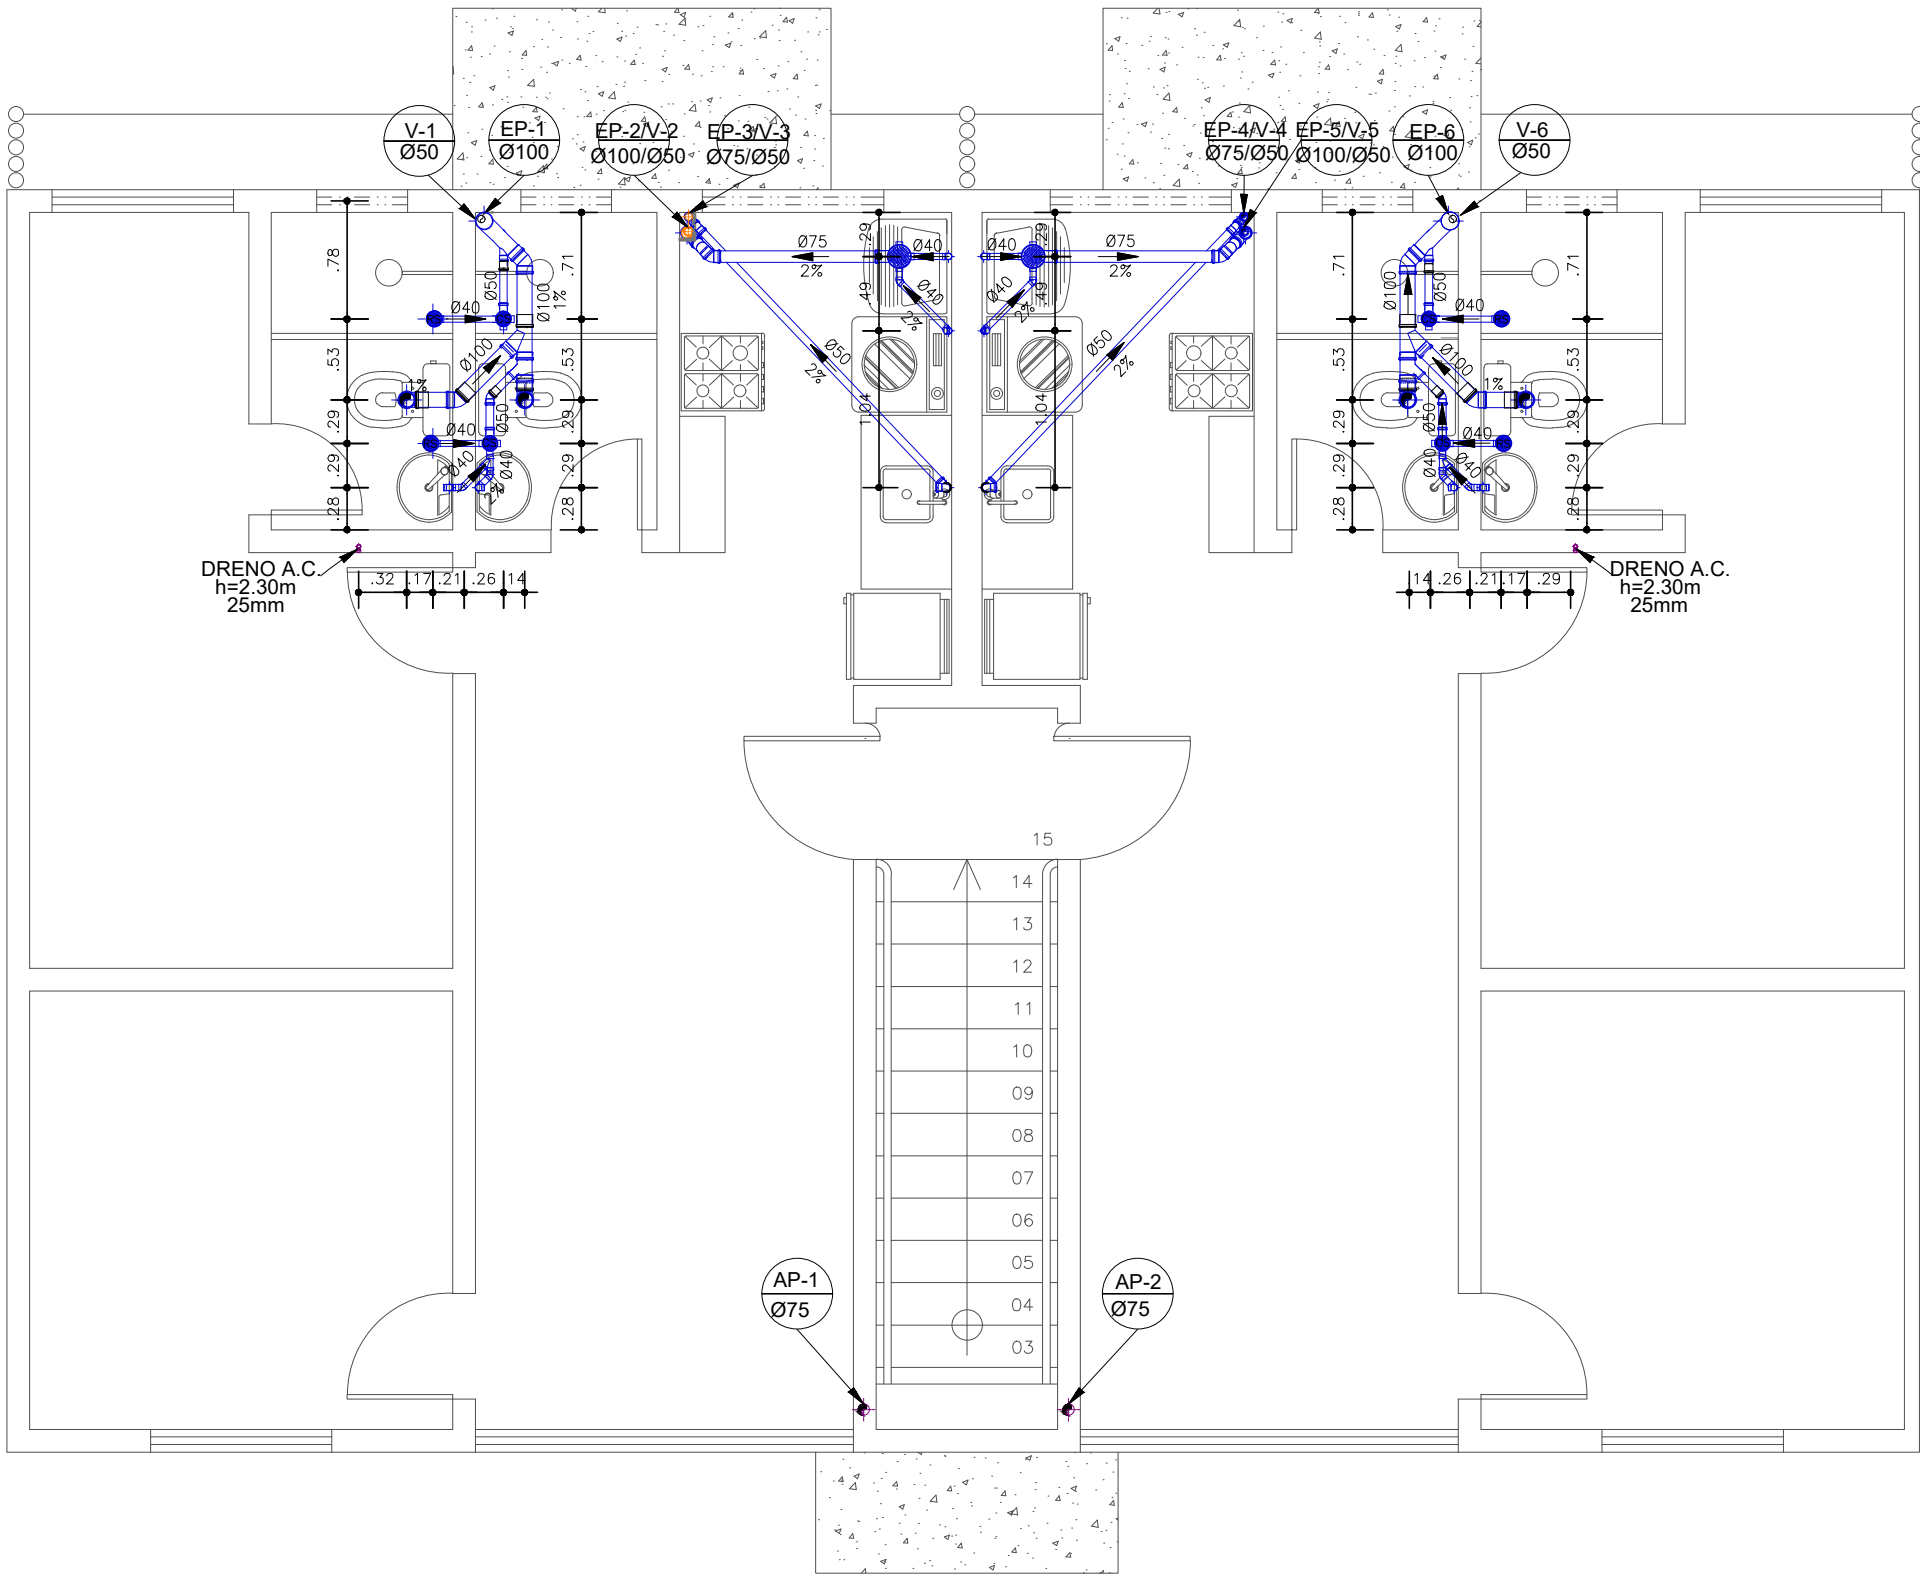 V-1
Ø50
EP-1
Ø100
EP-2/V-2
Ø100/Ø50
EP-3/V-3
Ø75/Ø50
EP-4/V-4
Ø75/Ø50
EP-5/V-5
Ø100/Ø50
EP-6
Ø100
V-6
Ø50
.78
.53
.29
.29
.28
Ø40
Ø50
Ø100
1%
.71
.53
.29
.29
Ø100
1%
Ø50
Ø40
Ø40
Ø40
2%
DRENO A.C.
h=2.30m
25mm
.32
.17
.21
.26
.14
Ø75
2%
Ø40
.29
.49
1.04
Ø40
2%
Ø50
2%
Ø40
.29
.49
1.04
Ø40
2%
Ø75
2%
Ø50
2%
.71
.53
.29
.29
.28
Ø100
Ø50
Ø40
Ø100
1%
Ø50
Ø40
Ø40
Ø40
.71
.53
.29
.29
.28
DRENO A.C.
h=2.30m
25mm
.14
.26
.21
.17
.29
15
14
13
12
11
10
09
08
07
06
05
04
03
AP-1
Ø75
AP-2
Ø75